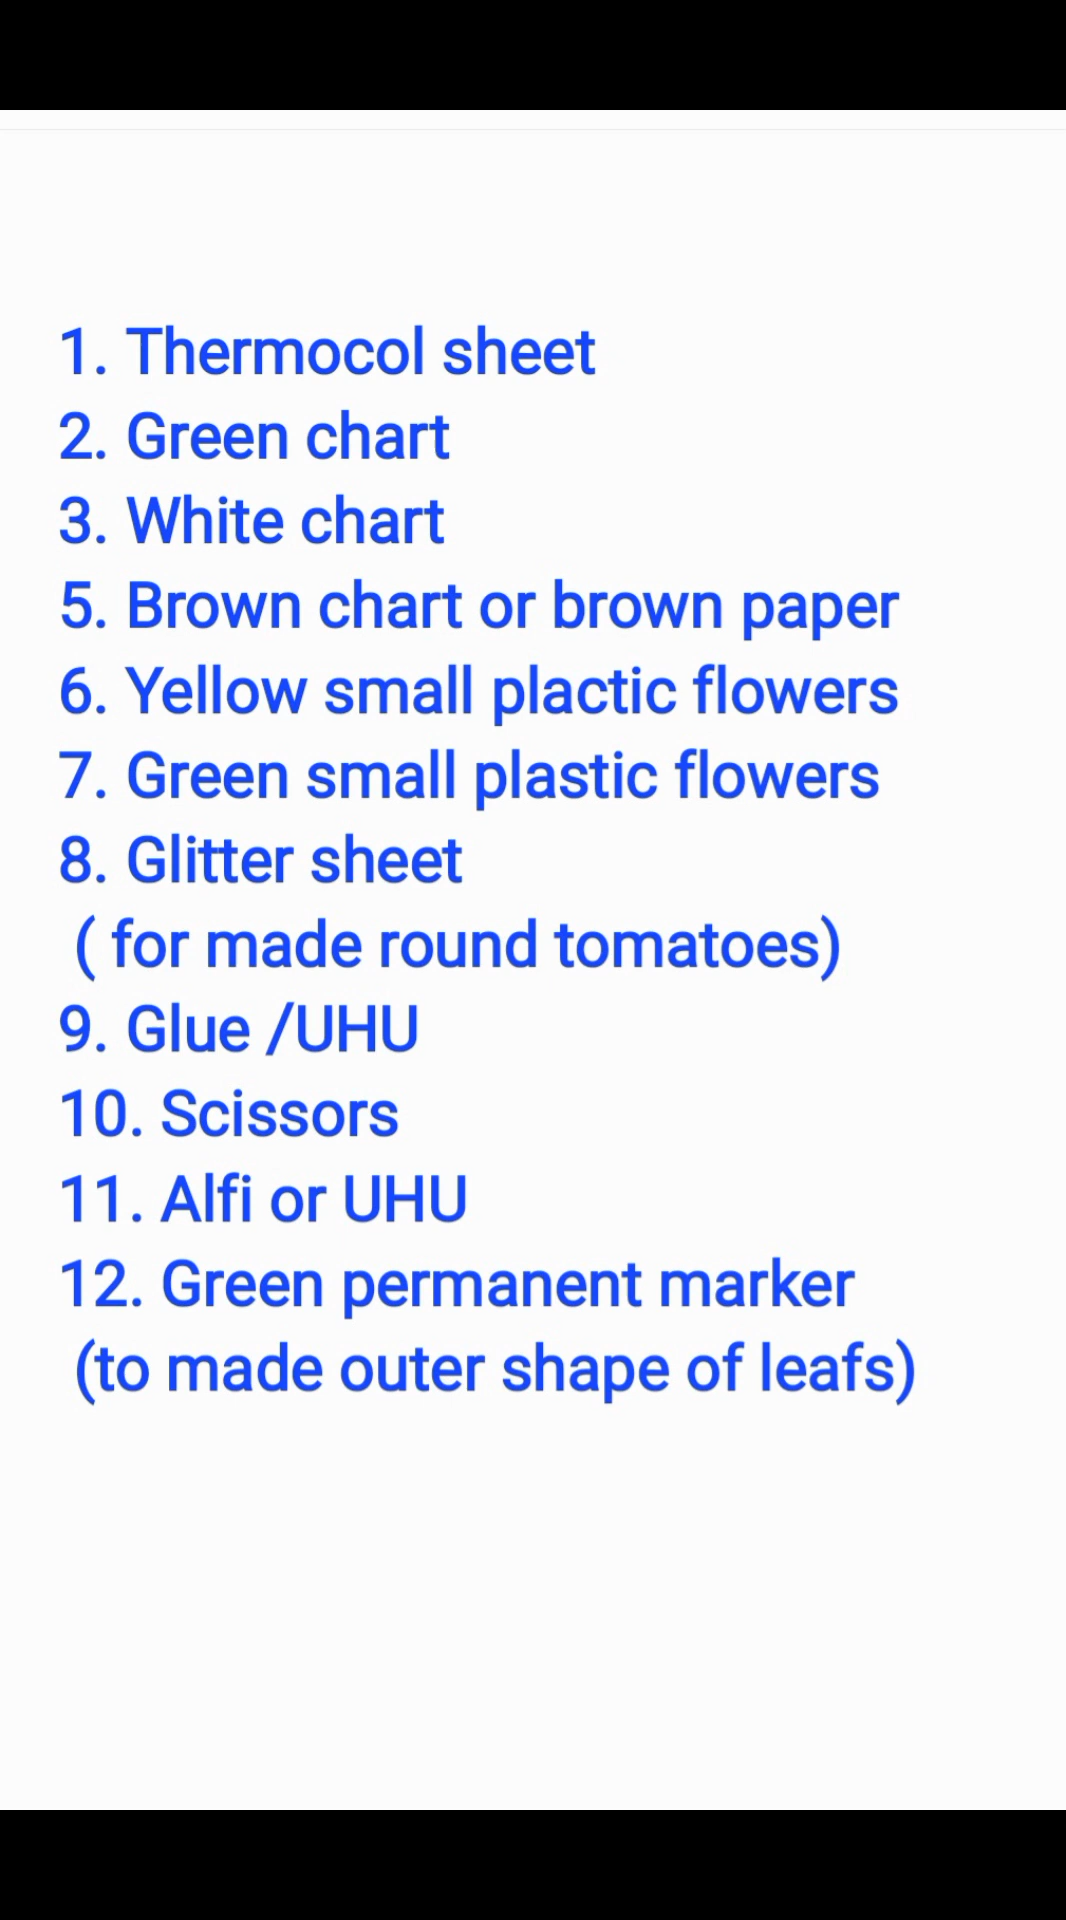 1. Thermocol sheet
2. Green chart
3. White chart
5. Brown chart or brown paper
6. Yellow small plactic flowers
7. Green small plastic flowers
8. Glitter sheet
( for made round tomatoes)
9. Glue /UHU
10. Scissors
11. Alfi or UHU
12. Green permanent marker
(to made outer shape of leafs)